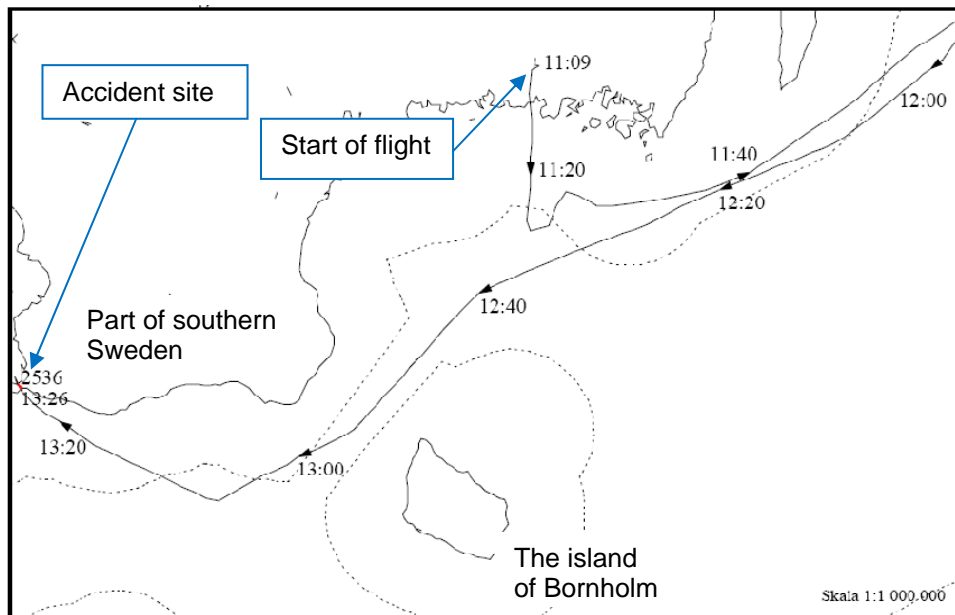 Accident site
11:09
12:00
Start of flight
11:20
11:40
12:20
12:40
Part of southern
Sweden
2536
13:26
13:20
13:00
The island
of Bornholm
Skala 1:1 000.000